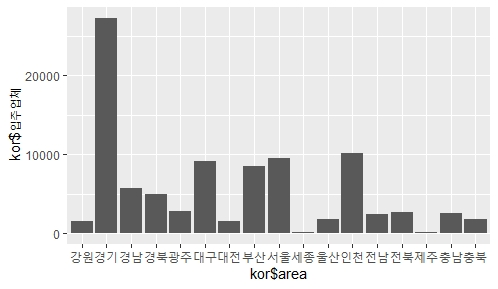 kor$입주업체
20000
10000
0
강원 경기 경남 경북 광주 대구 대전 부산 서울 세종 울산 인천 전남 전북 제주 충남 충북
kor$area